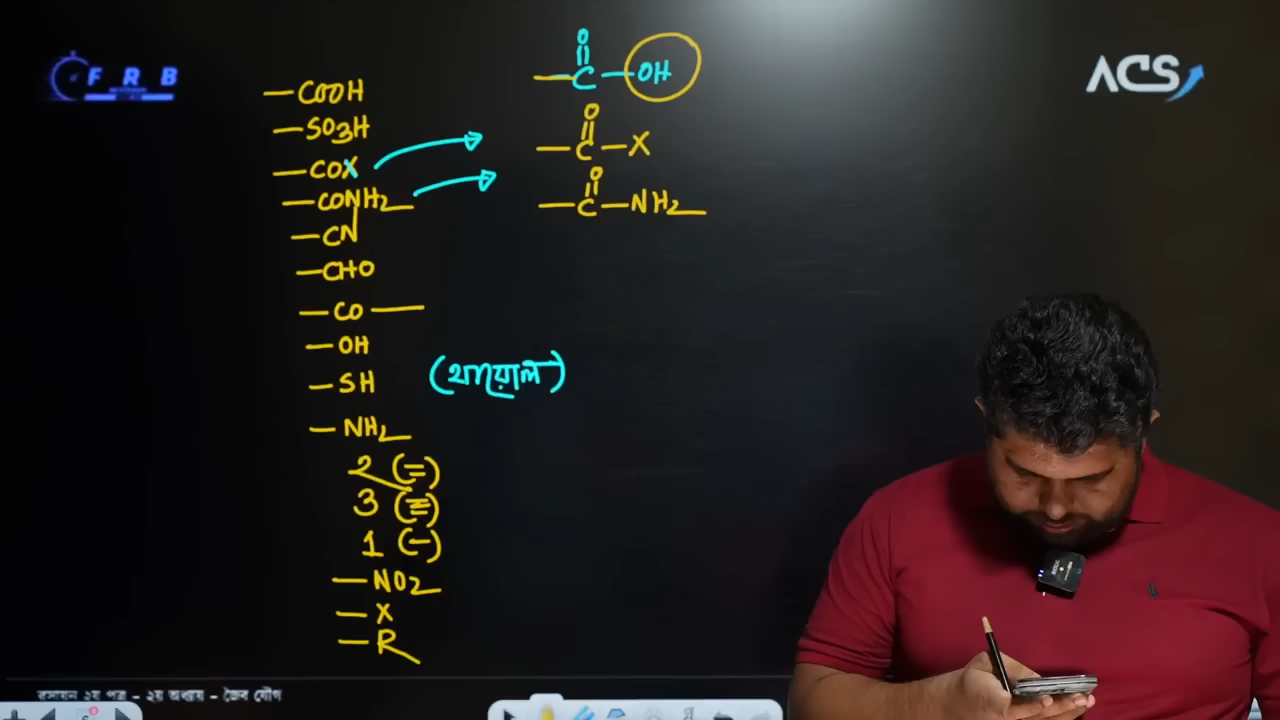 FRB
ACS
—COOH
—SO3H
—COX
—CONH2
—CN
—CHO
—CO—
—OH
—SH (থায়োল)
—NH2
2 (=)
3 (≡)
1 (-)
—NO2
—X
—R
O
||
—C—OH
O
||
—C—X
O
||
—C—NH2
রসায়ন ২য় পত্র - ২য় অধ্যায় - জৈব যৌগ